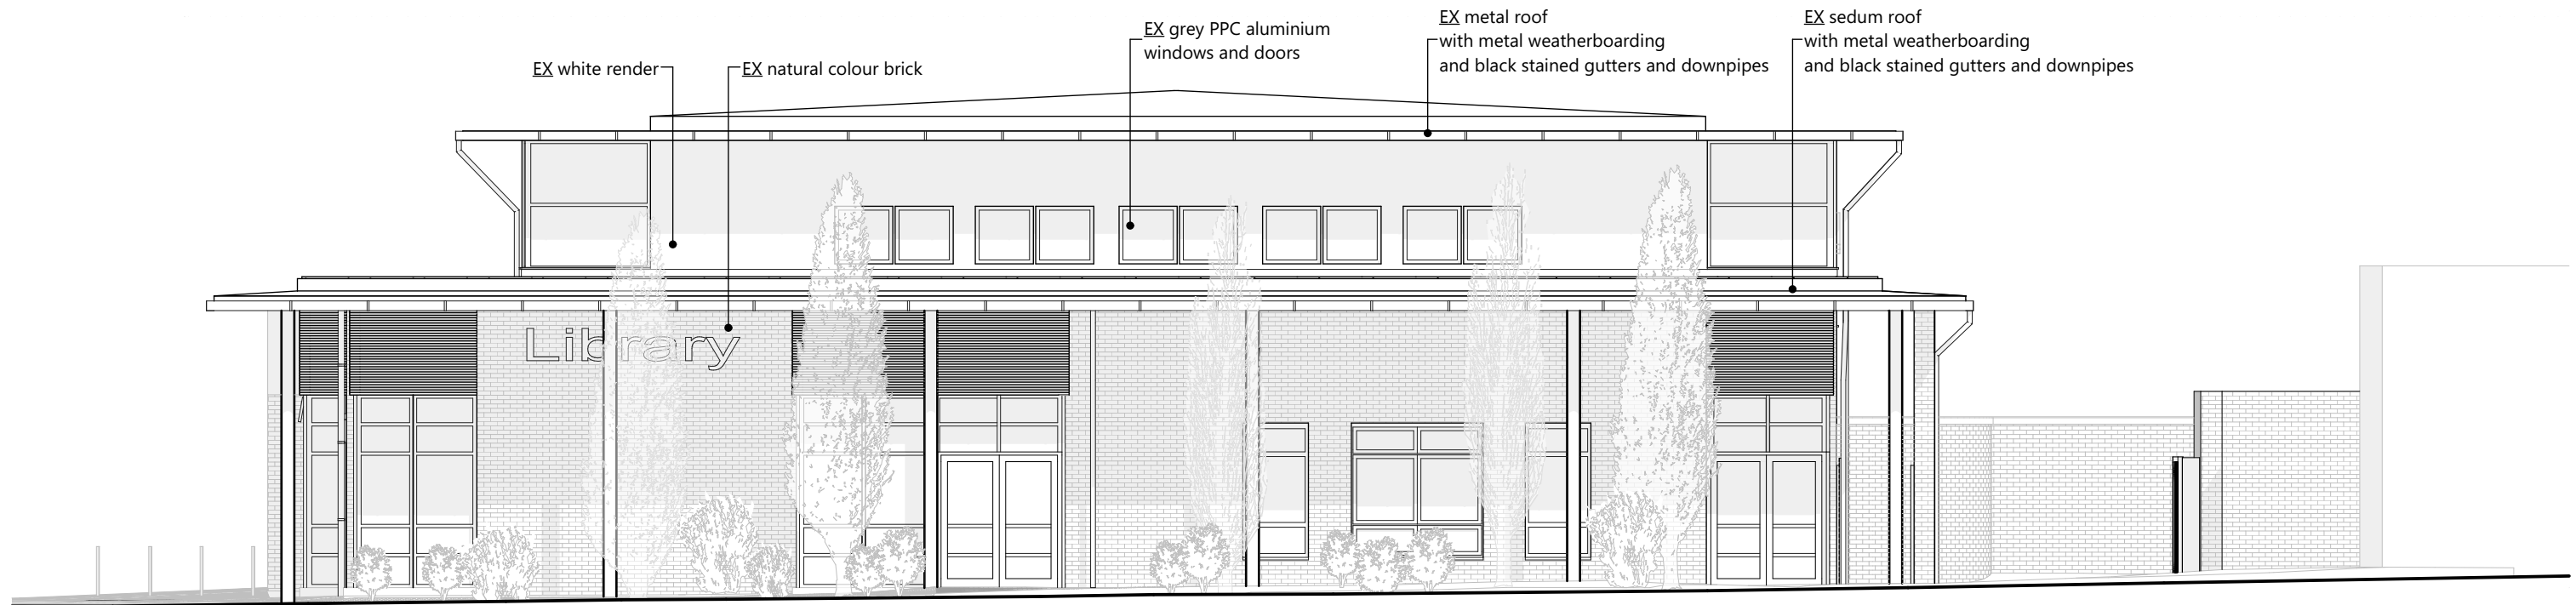 EX white render
EX natural colour brick
EX grey PPC aluminium
windows and doors
EX metal roof
with metal weatherboarding
and black stained gutters and downpipes
EX sedum roof
with metal weatherboarding
and black stained gutters and downpipes
Library